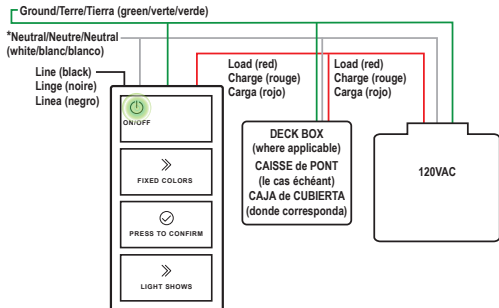 Ground/Terre/Tierra (green/verte/verde)
*Neutral/Neutre/Neutral
(white/blanc/blanco)
Line (black)
Linge (noire)
Linea (negro)
Load (red)
Charge (rouge)
Carga (rojo)
Load (red)
Charge (rouge)
Carga (rojo)
ON/OFF
FIXED COLORS
PRESS TO CONFIRM
LIGHT SHOWS
DECK BOX
(where applicable)
CAISSE de PONT
(le cas échéant)
CAJA de CUBIERTA
(donde corresponda)
120VAC